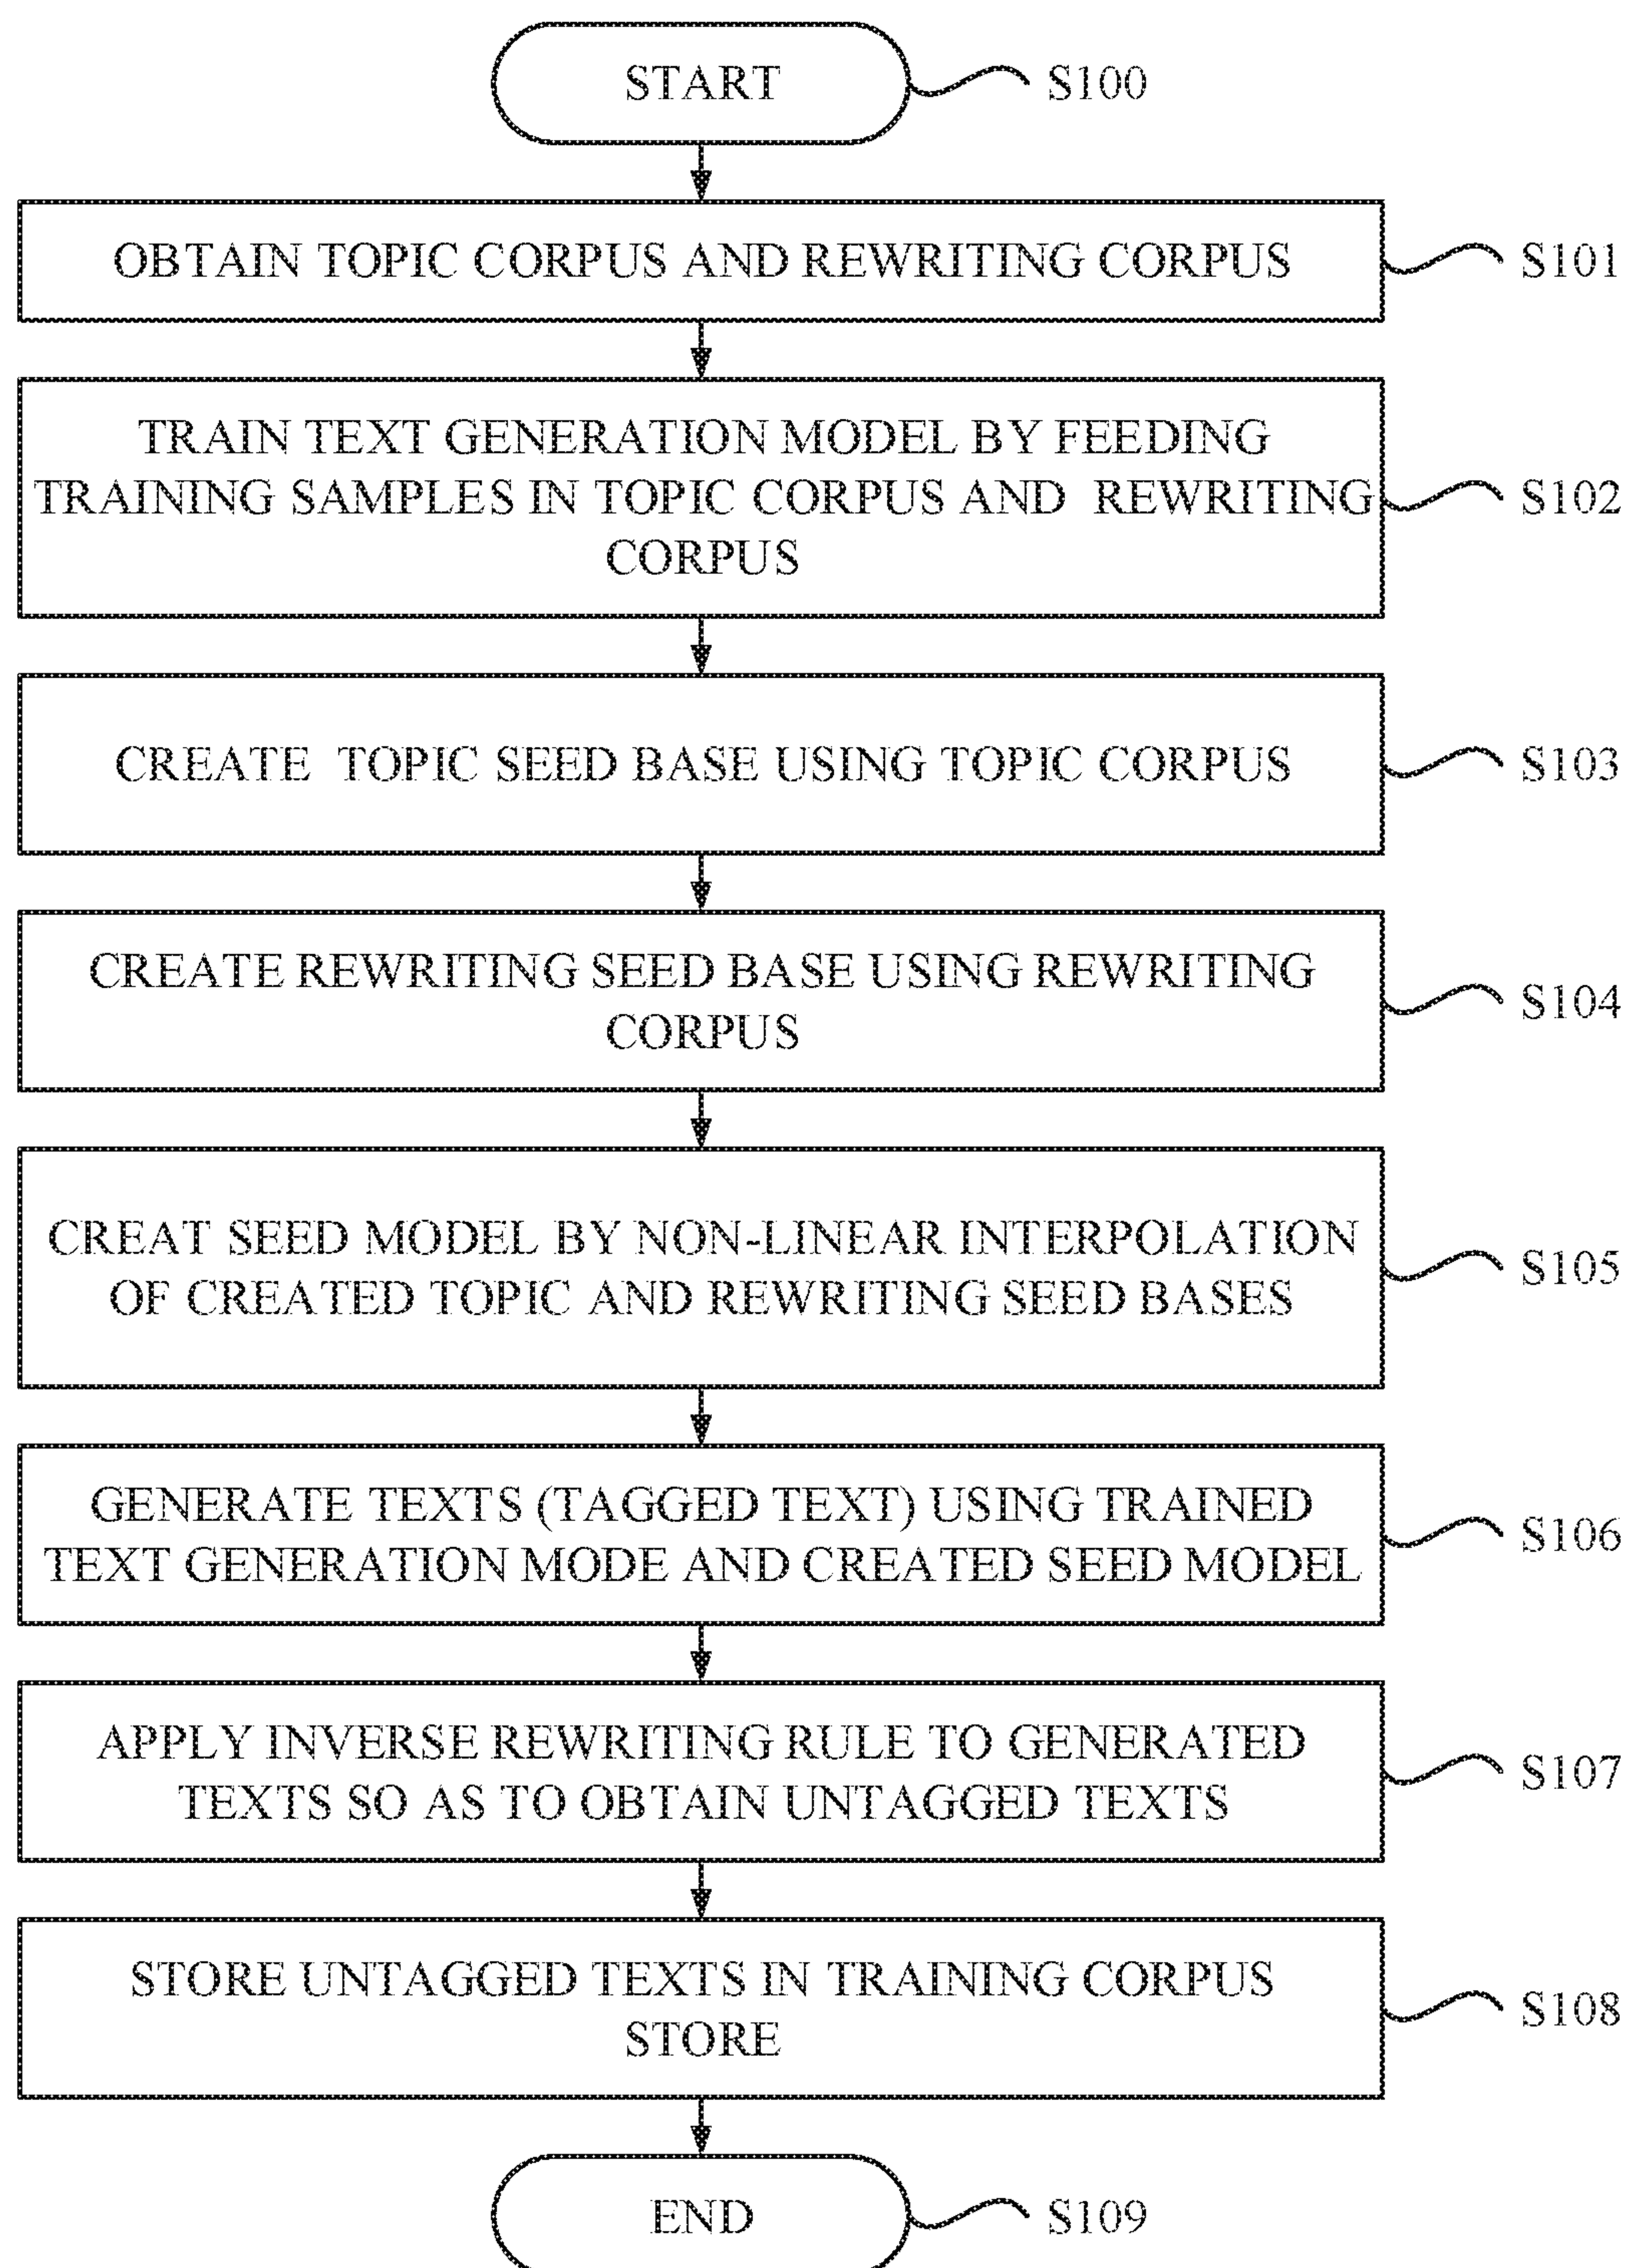 START
S100
OBTAIN TOPIC CORPUS AND REWRITING CORPUS
S101
TRAIN TEXT GENERATION MODEL BY FEEDING
TRAINING SAMPLES IN TOPIC CORPUS AND REWRITING
CORPUS
S102
CREATE TOPIC SEED BASE USING TOPIC CORPUS
S103
CREATE REWRITING SEED BASE USING REWRITING
CORPUS
S104
CREAT SEED MODEL BY NON-LINEAR INTERPOLATION
OF CREATED TOPIC AND REWRITING SEED BASES
S105
GENERATE TEXTS (TAGGED TEXT) USING TRAINED
TEXT GENERATION MODE AND CREATED SEED MODEL
S106
APPLY INVERSE REWRITING RULE TO GENERATED
TEXTS SO AS TO OBTAIN UNTAGGED TEXTS
S107
STORE UNTAGGED TEXTS IN TRAINING CORPUS
STORE
S108
END
S109